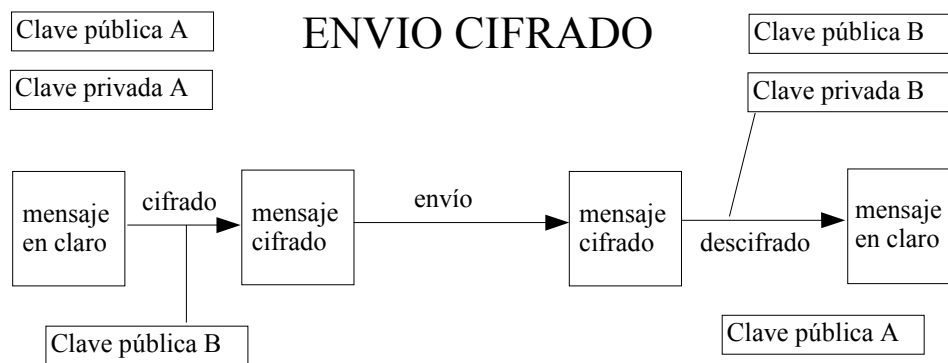 Clave pública A
ENVIO CIFRADO
Clave pública B
Clave privada A
Clave privada B
mensaje
en claro
cifrado
mensaje
cifrado
envío
mensaje
cifrado
descifrado
mensaje
en claro
Clave pública B
Clave pública A